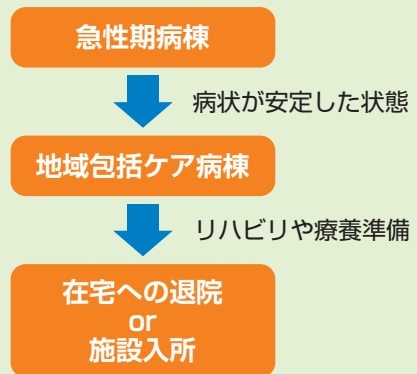 急性期病棟
病状が安定した状態
地域包括ケア病棟
リハビリや療養準備
在宅への退院
or
施設入所